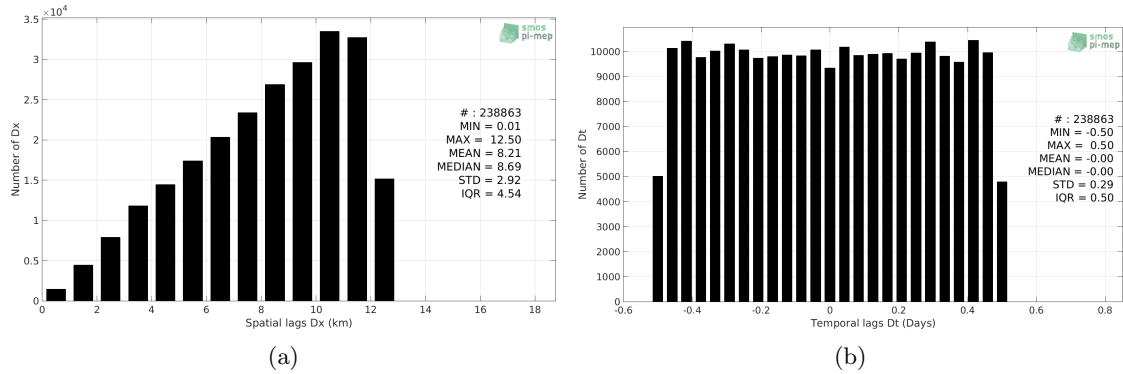 ×10⁴
3.5
3
2.5
2
1.5
1
0.5
0
Number of Dx
smos
pi-mep
# : 238863
MIN = 0.01
MAX = 12.50
MEAN = 8.21
MEDIAN = 8.69
STD = 2.92
IQR = 4.54
0 2 4 6 8 10 12 14 16 18
Spatial lags Dx (km)
(a)
10000
9000
8000
7000
6000
5000
4000
3000
2000
1000
0
Number of Dt
smos
pi-mep
# : 238863
MIN = -0.50
MAX = 0.50
MEAN = -0.00
MEDIAN = -0.00
STD = 0.29
IQR = 0.50
-0.6 -0.4 -0.2 0 0.2 0.4 0.6 0.8
Temporal lags Dt (Days)
(b)